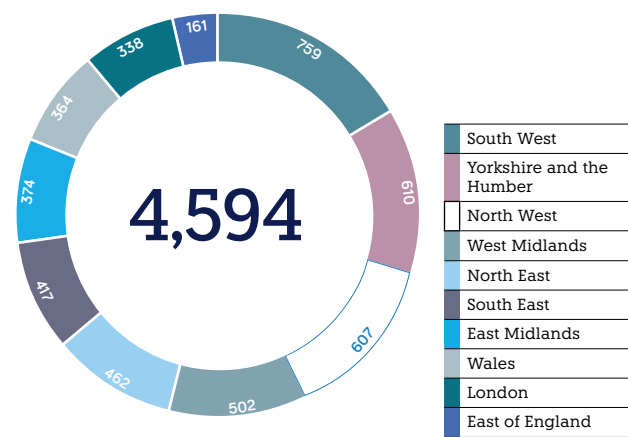 161
759
338
364
610
374
4,594
417
607
462
502
South West
Yorkshire and the
Humber
North West
West Midlands
North East
South East
East Midlands
Wales
London
East of England